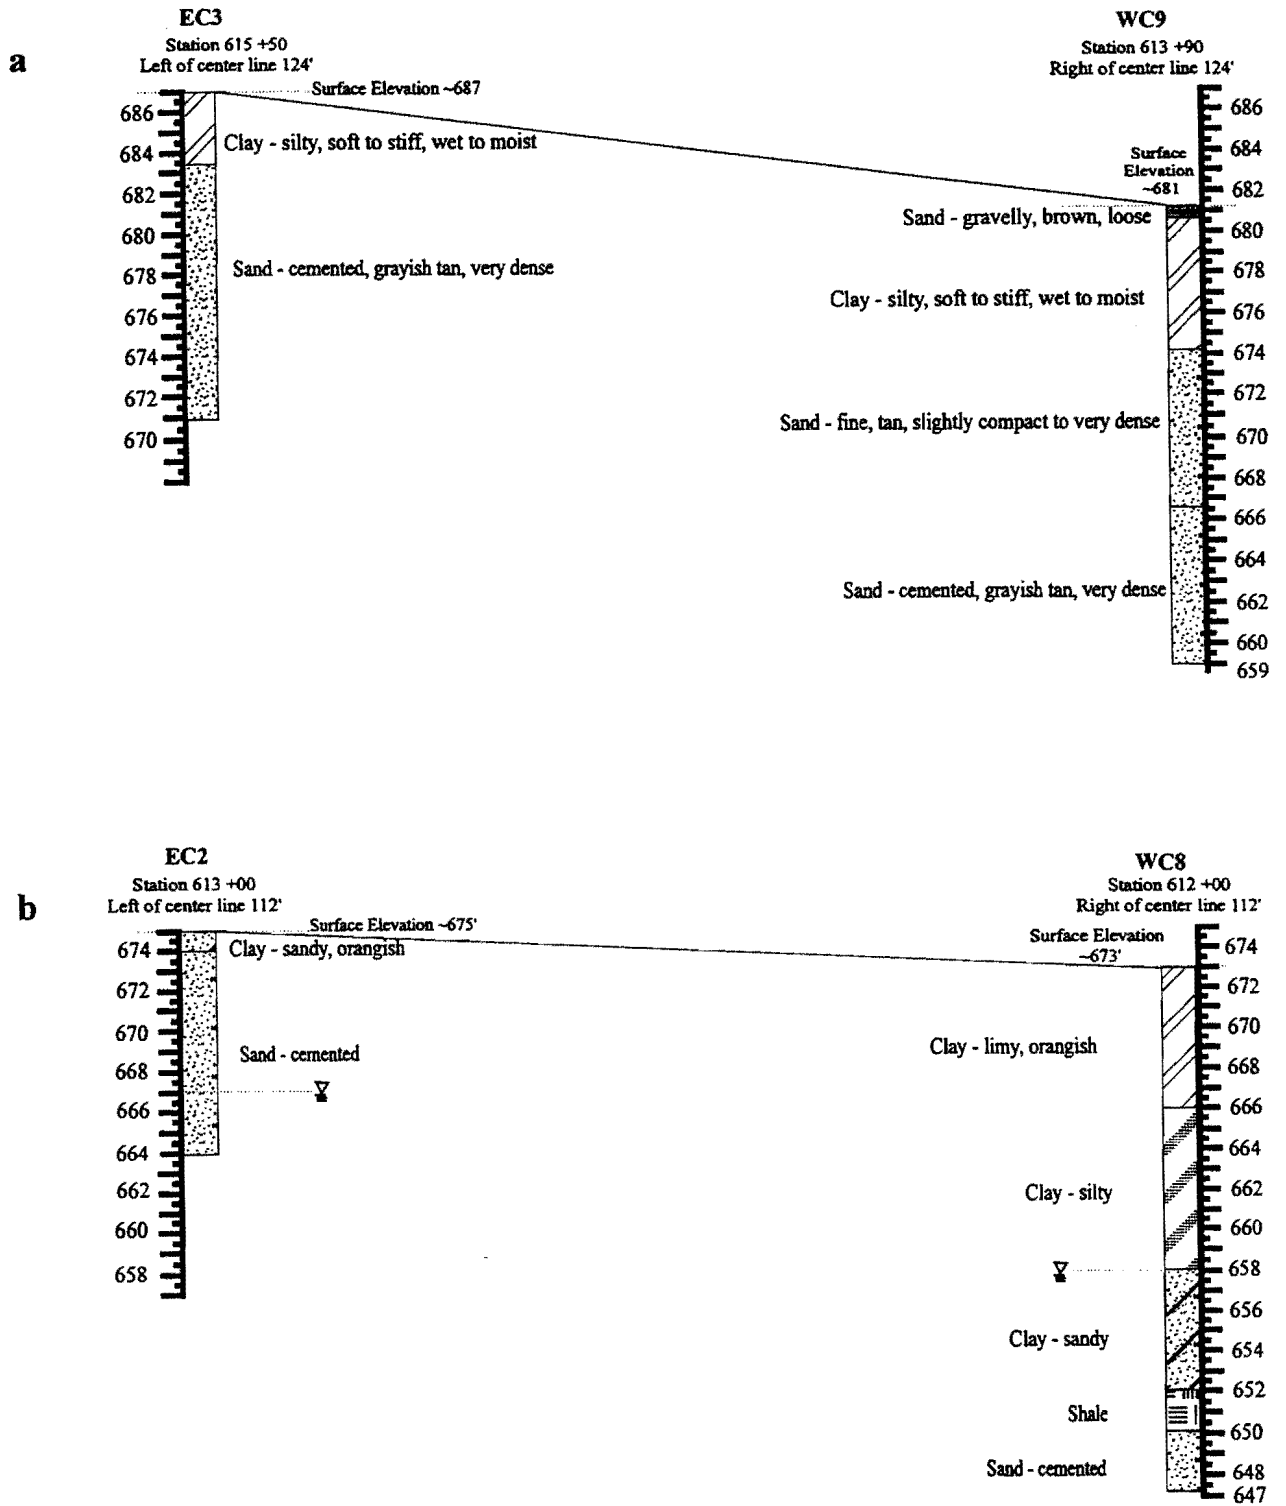 a
EC3
Station 615 +50
Left of center line 124'
Surface Elevation ~687
686
684
682
680
678
676
674
672
670
Clay - silty, soft to stiff, wet to moist
Sand - cemented, grayish tan, very dense
WC9
Station 613 +90
Right of center line 124'
Surface
Elevation
~681
Sand - gravelly, brown, loose
Clay - silty, soft to stiff, wet to moist
Sand - fine, tan, slightly compact to very dense
Sand - cemented, grayish tan, very dense
686
684
682
680
678
676
674
672
670
668
666
664
662
660
659
b
EC2
Station 613 +00
Left of center line 112'
Surface Elevation ~675'
674
672
670
668
666
664
662
660
658
Clay - sandy, orangish
Sand - cemented
WC8
Station 612 +00
Right of center line 112'
Surface Elevation
~673'
Clay - limy, orangish
Clay - silty
Clay - sandy
Shale
Sand - cemented
674
672
670
668
666
664
662
660
658
656
654
652
650
648
647